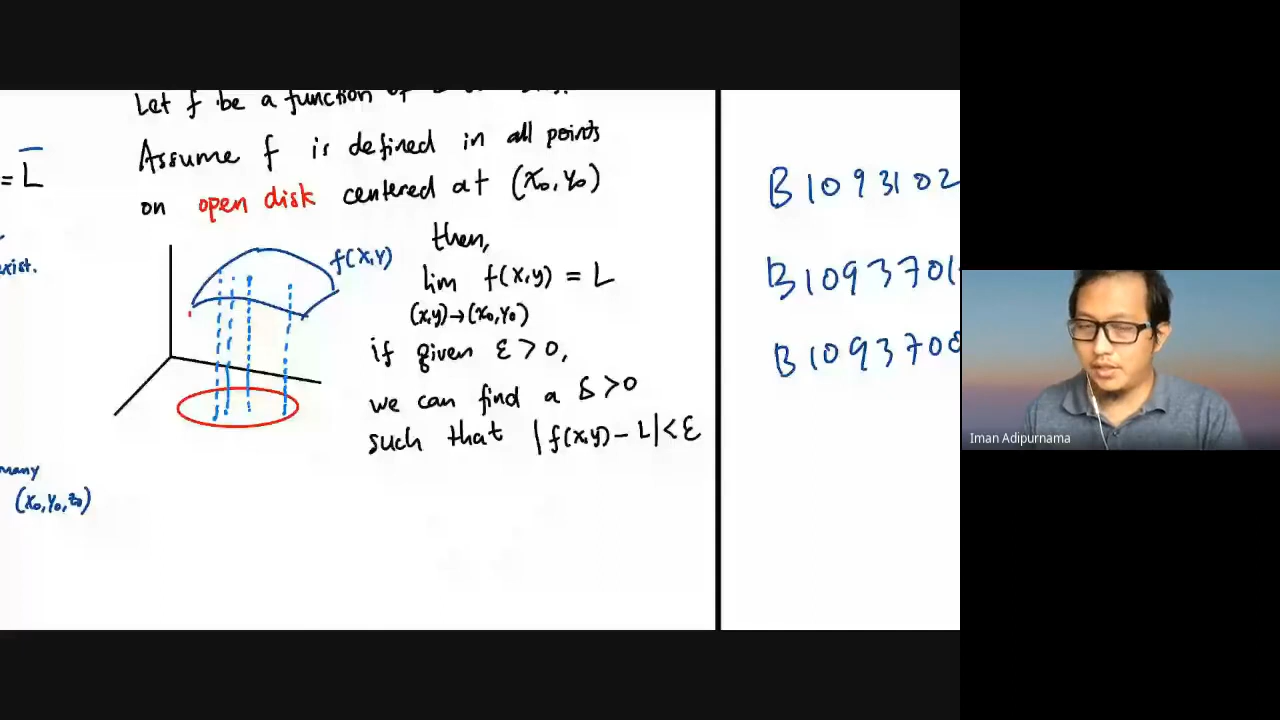 Let f be a function of
Assume f is defined in all points
= L
on open disk centered at (x₀, y₀)
then,
f(x,y)
exist.
lim f(x,y) = L
(x,y)→(x₀,y₀)
if given ε > 0,
we can find a δ > 0
such that |f(x,y) - L| < ε
many
(x₀, y₀, z₀)
B1093102
B1093701
B109370
Iman Adipurnama